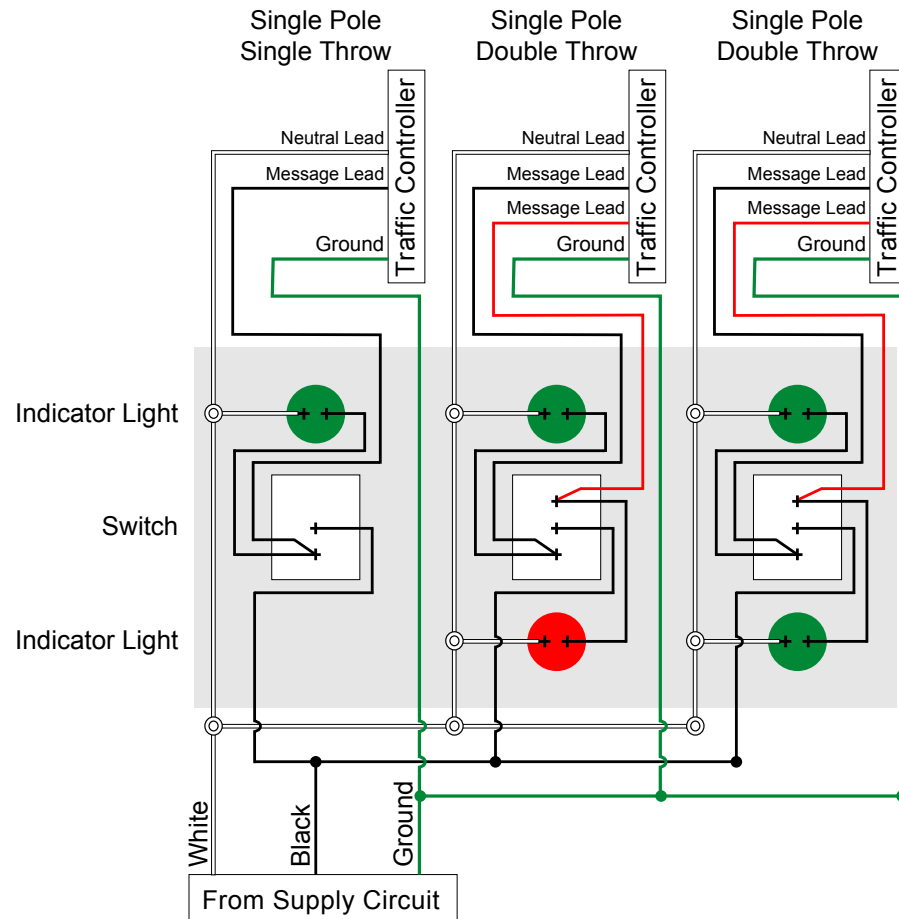 Single Pole
Single Throw
Single Pole
Double Throw
Single Pole
Double Throw
Neutral Lead
Message Lead
Ground
Traffic Controller
Neutral Lead
Message Lead
Message Lead
Ground
Traffic Controller
Neutral Lead
Message Lead
Message Lead
Ground
Traffic Controller
Indicator Light
Switch
Indicator Light
White
Black
Ground
From Supply Circuit